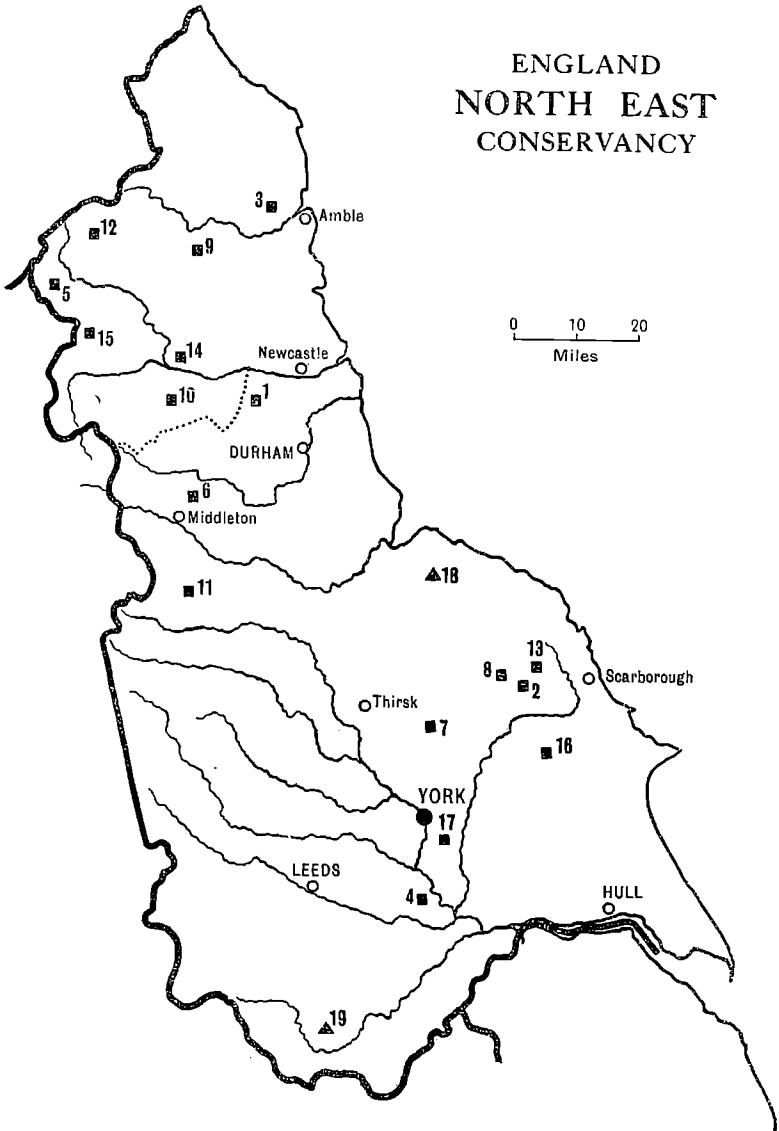 ENGLAND
NORTH EAST
CONSERVANCY
3
Amble
12
9
5
15
0 10 20
Miles
14
Newcastle
10
1
DURHAM
6
Middleton
18
11
13
8
2
Scarborough
Thirsk
7
16
YORK
17
LEEDS
4
HULL
19